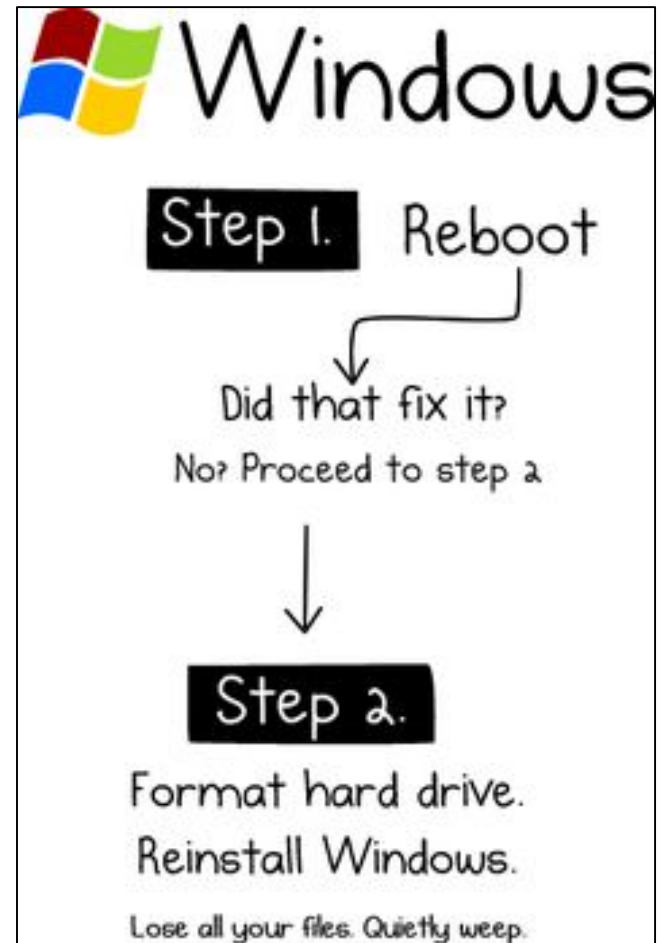 Windows
Step 1. Reboot
Did that fix it?
No? Proceed to step 2
Step 2.
Format hard drive.
Reinstall Windows.
Lose all your files. Quietly weep.